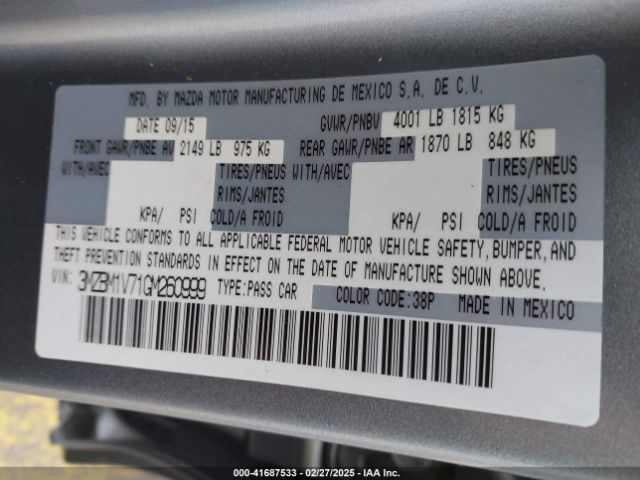 MFD. BY MAZDA MOTOR MANUFACTURING DE MEXICO S.A. DE C.V.
DATE 09/15 GVWR/PNBV 4001 LB 1815 KG
FRONT GAWR/PNBE AV 2149 LB 975 KG REAR GAWR/PNBE AR 1870 LB 848 KG
WITH/AVEC TIRES/PNEUS WITH/AVEC TIRES/PNEUS
RIMS/JANTES RIMS/JANTES
KPA/ PSI COLD/A FROID KPA/ PSI COLD/A FROID
THIS VEHICLE CONFORMS TO ALL APPLICABLE FEDERAL MOTOR VEHICLE SAFETY, BUMPER, AND
THEFT PREVENTION STANDARDS IN EFFECT ON THE DATE OF MANUFACTURE SHOWN ABOVE.
VIN: 3MZBM1V71GM260999 TYPE:PASS CAR COLOR CODE:38P MADE IN MEXICO
000-41687533 — 02/27/2025 — IAA Inc.